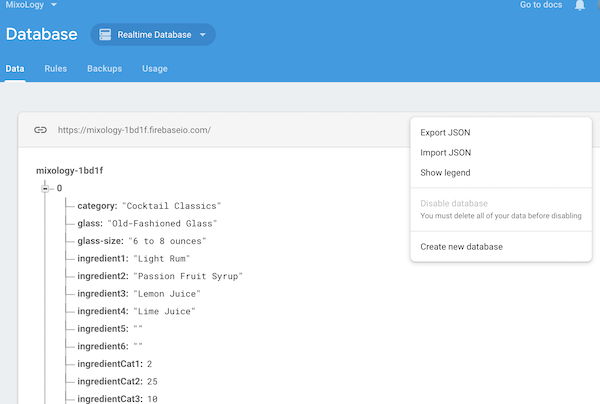 MixoLogy
Go to docs
Database
Realtime Database
Data
Rules
Backups
Usage
https://mixology-1bd1f.firebaseio.com/
Export JSON
Import JSON
Show legend
Disable database
You must delete all of your data before disabling
Create new database
mixology-1bd1f
0
category: "Cocktail Classics"
glass: "Old-Fashioned Glass"
glass-size: "6 to 8 ounces"
ingredient1: "Light Rum"
ingredient2: "Passion Fruit Syrup"
ingredient3: "Lemon Juice"
ingredient4: "Lime Juice"
ingredient5: ""
ingredient6: ""
ingredientCat1: 2
ingredientCat2: 25
ingredientCat3: 10